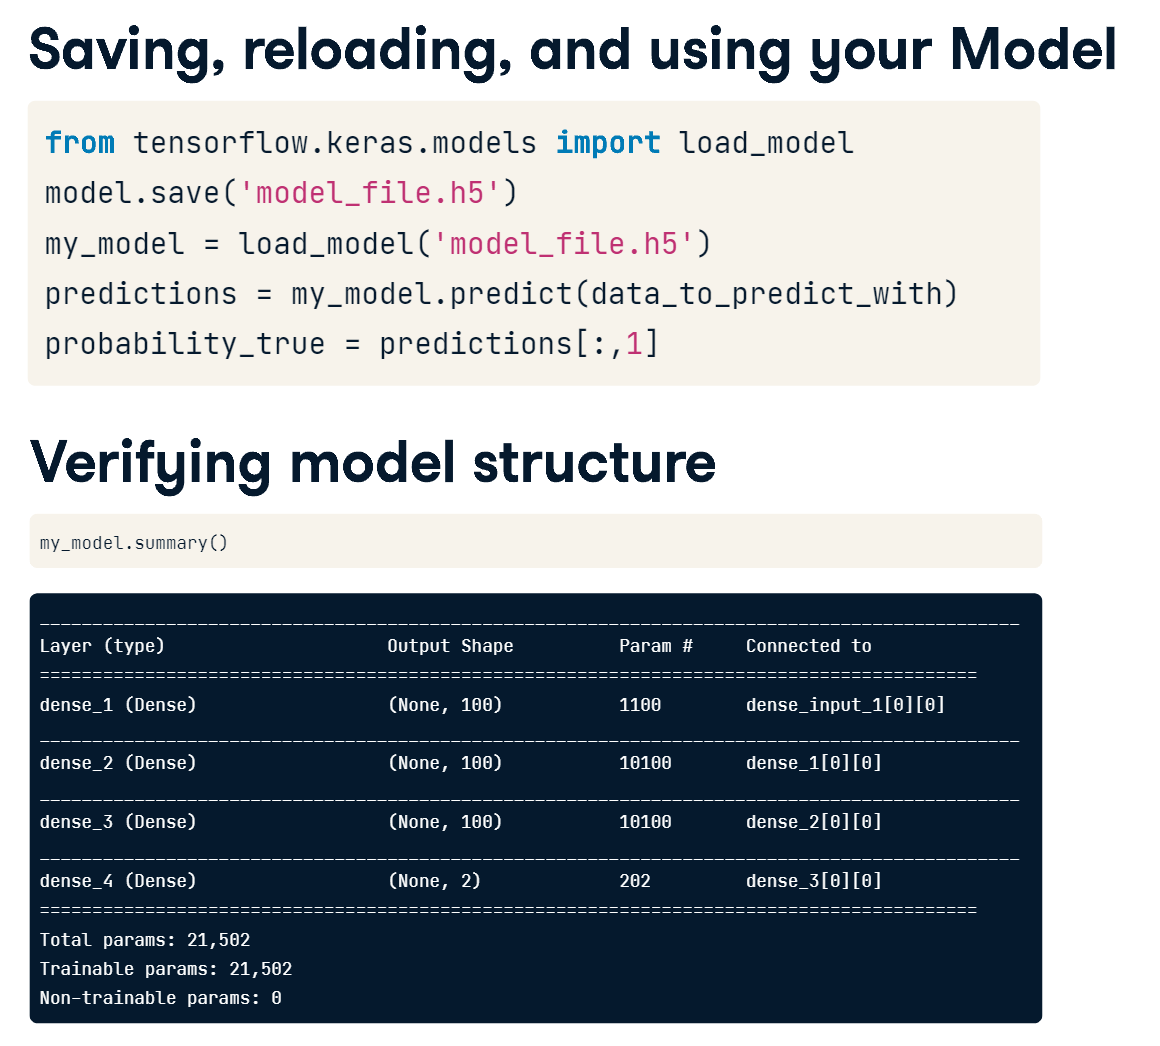 Saving, reloading, and using your Model
from tensorflow.keras.models import load_model
model.save('model_file.h5')
my_model = load_model('model_file.h5')
predictions = my_model.predict(data_to_predict_with)
probability_true = predictions[:,1]
Verifying model structure
my_model.summary()
Layer (type) Output Shape Param # Connected to
dense_1 (Dense) (None, 100) 1100 dense_input_1[0][0]
dense_2 (Dense) (None, 100) 10100 dense_1[0][0]
dense_3 (Dense) (None, 100) 10100 dense_2[0][0]
dense_4 (Dense) (None, 2) 202 dense_3[0][0]
Total params: 21,502
Trainable params: 21,502
Non-trainable params: 0